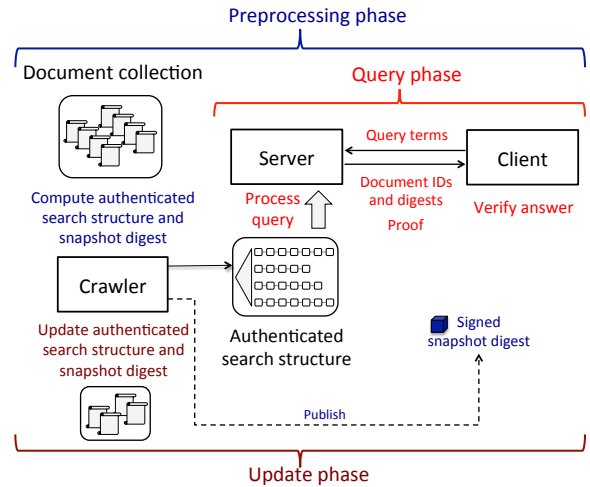 Preprocessing phase
Document collection
Query phase
Server
Query terms
Client
Document IDs
and digests
Proof
Process
query
Verify answer
Compute authenticated
search structure and
snapshot digest
Crawler
Update authenticated
search structure and
snapshot digest
Authenticated
search structure
Signed
snapshot digest
Publish
Update phase